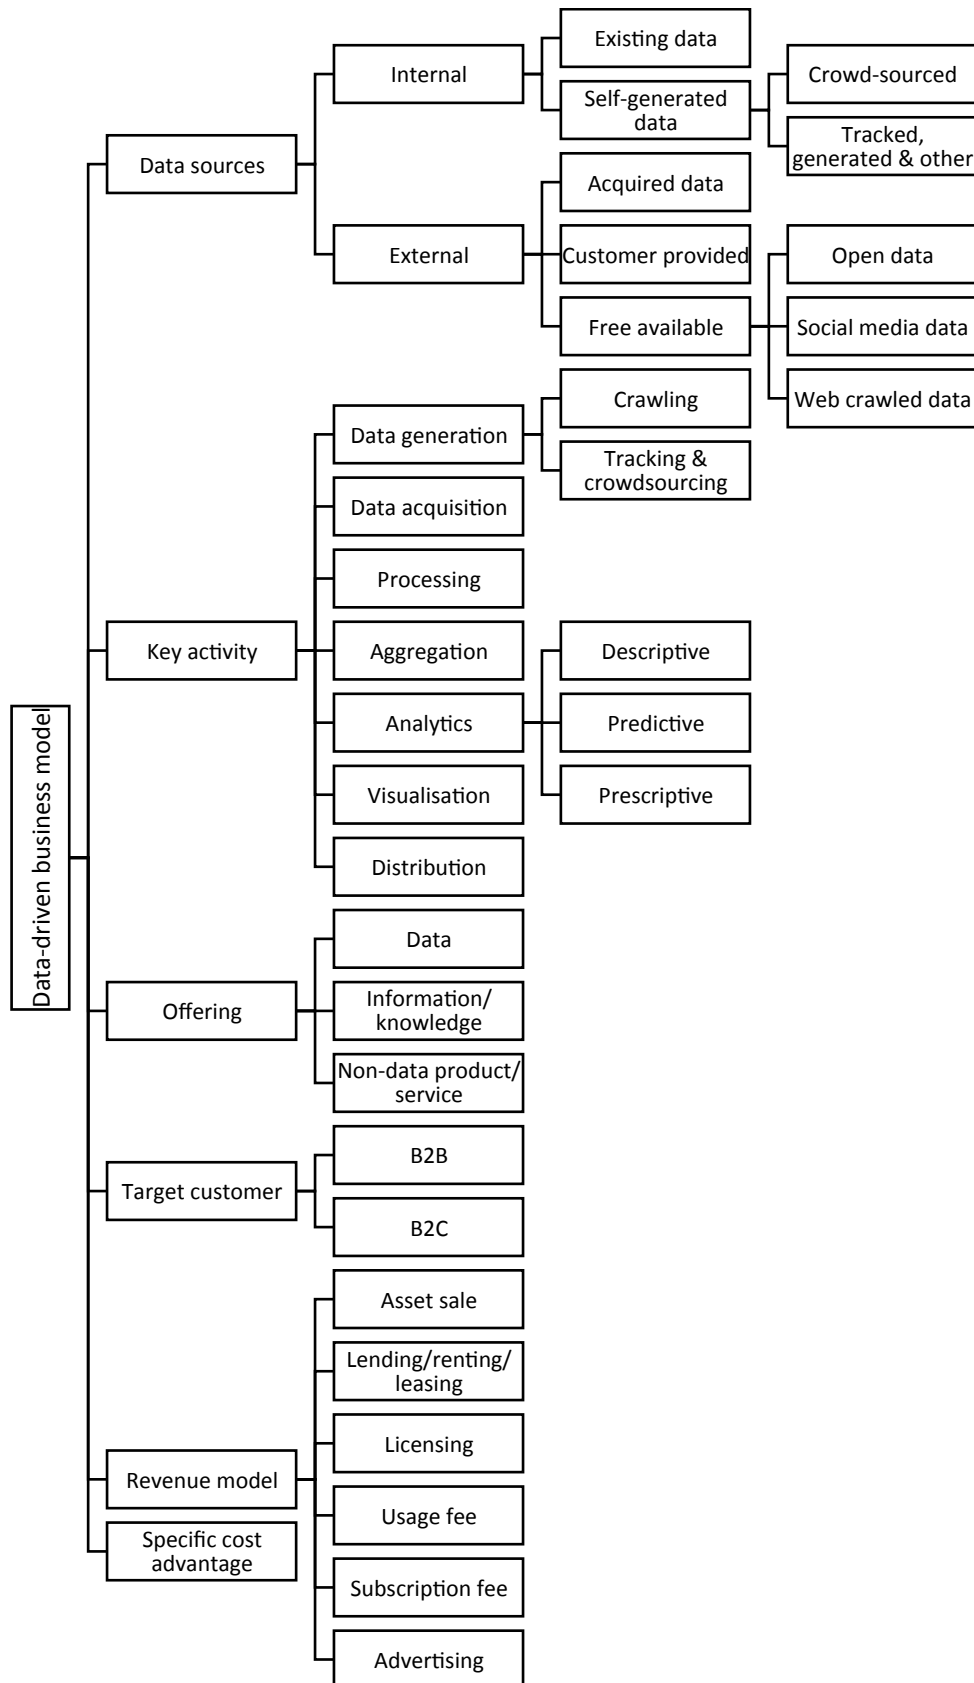 Data-driven business model
Data sources
Internal
Existing data
Self-generated
data
Crowd-sourced
Tracked,
generated & other
External
Acquired data
Customer provided
Free available
Open data
Social media data
Web crawled data
Key activity
Data generation
Crawling
Tracking &
crowdsourcing
Data acquisition
Processing
Aggregation
Analytics
Descriptive
Predictive
Prescriptive
Visualisation
Distribution
Offering
Data
Information/
knowledge
Non-data product/
service
Target customer
B2B
B2C
Revenue model
Asset sale
Lending/renting/
leasing
Licensing
Usage fee
Subscription fee
Advertising
Specific cost
advantage